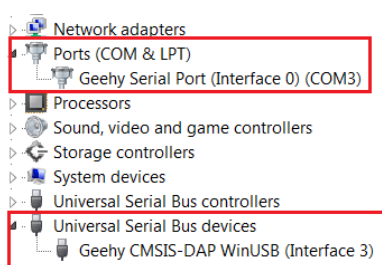 Network adapters
Ports (COM & LPT)
Geehy Serial Port (Interface 0) (COM3)
Processors
Sound, video and game controllers
Storage controllers
System devices
Universal Serial Bus controllers
Universal Serial Bus devices
Geehy CMSIS-DAP WinUSB (Interface 3)